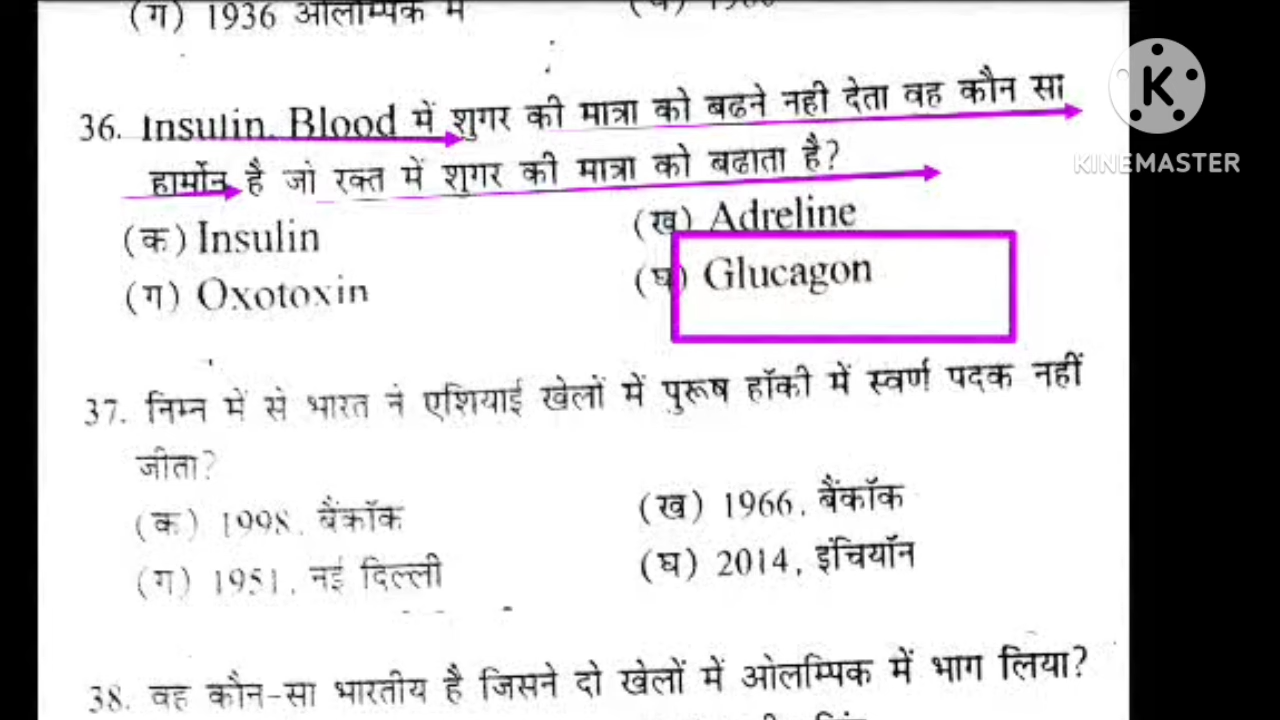 (ग) 1936 ओलम्पिक में
36. Insulin, Blood में शुगर की मात्रा को बढने नही देता वह कौन सा
हार्मोन है जो रक्त में शुगर की मात्रा को बढाता है?
(क) Insulin
(ख) Adreline
(ग) Oxotoxin
(घ) Glucagon
37. निम्न में से भारत ने एशियाई खेलों में पुरूष हॉकी में स्वर्ण पदक नहीं
जीता?
(क) 1998, बैंकॉक
(ख) 1966, बैंकॉक
(ग) 1951, नई दिल्ली
(घ) 2014, इंचियॉन
38. वह कौन-सा भारतीय है जिसने दो खेलों में ओलम्पिक में भाग लिया?
K
KINEMASTER